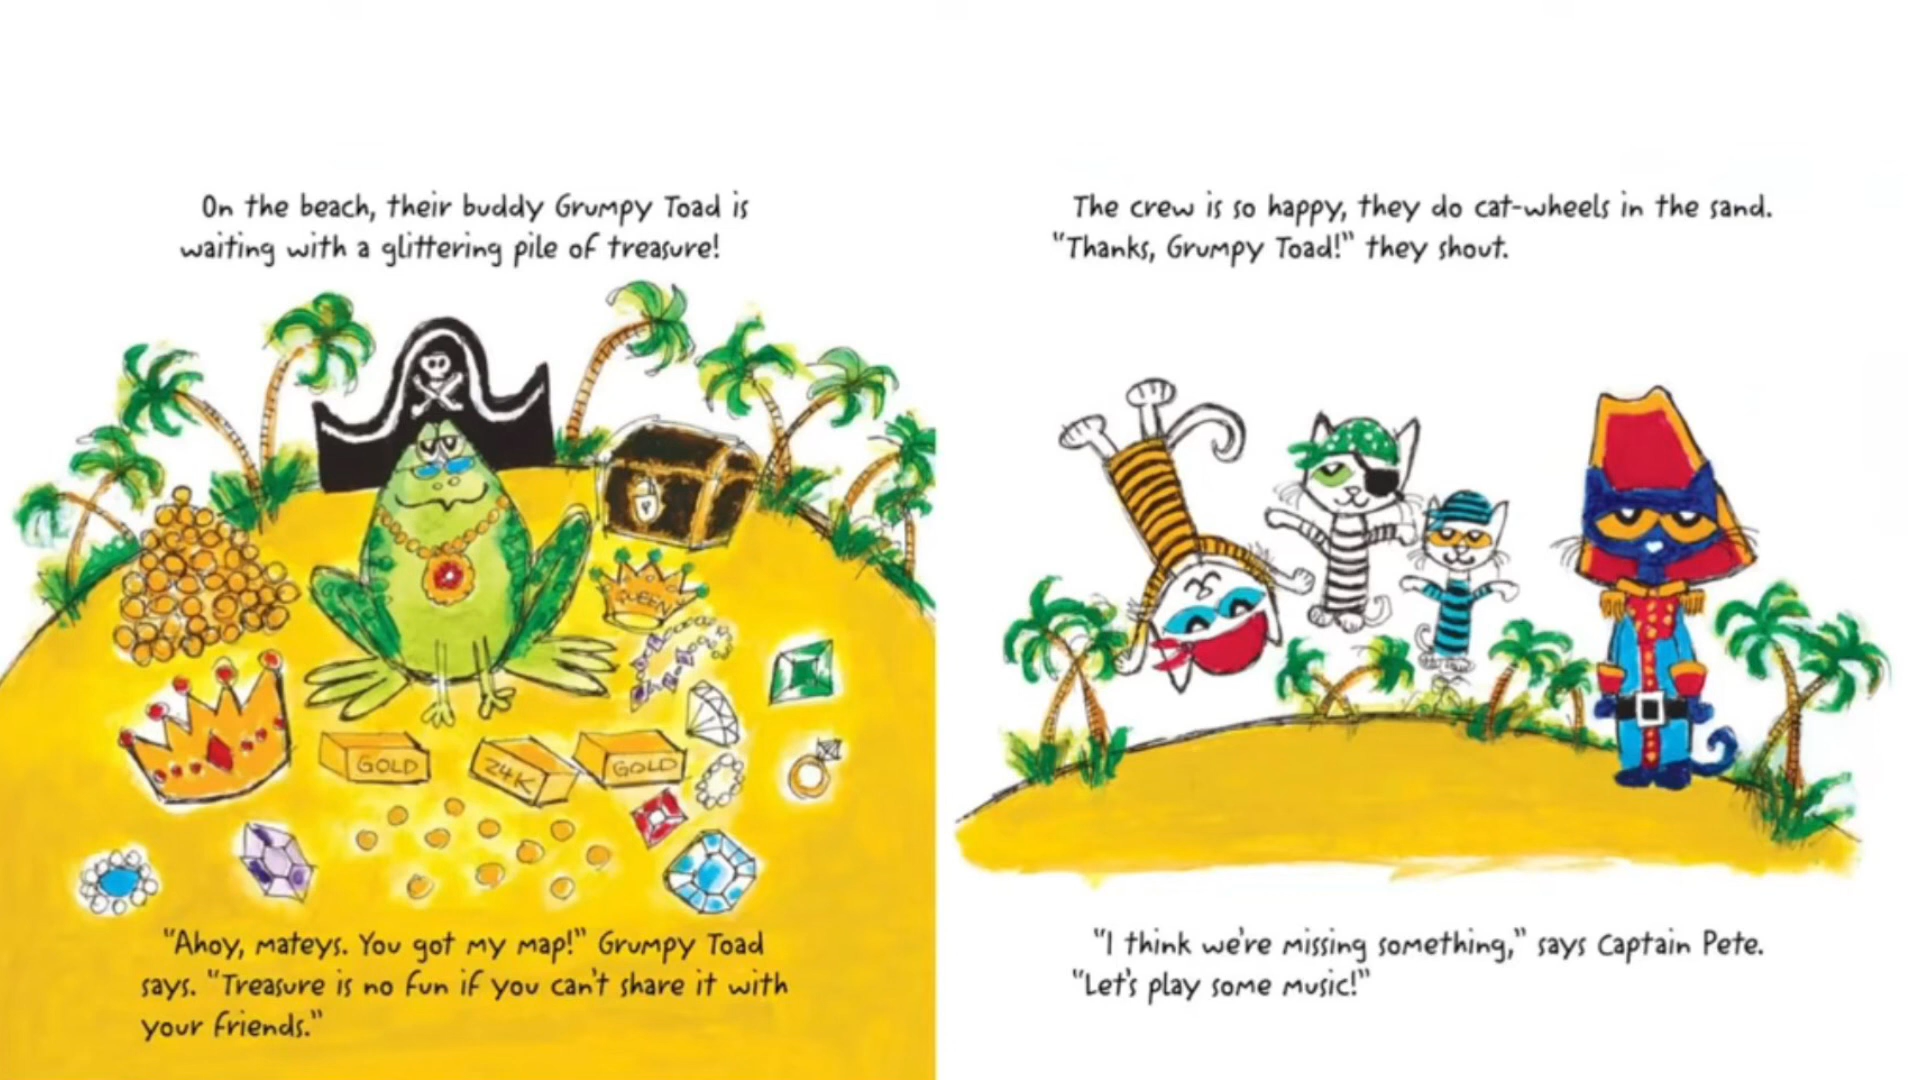 On the beach, their buddy Grumpy Toad is
waiting with a glittering pile of treasure!
QUEEN
GOLD
24K
GOLD
"Ahoy, mateys. You got my map!" Grumpy Toad
says. "Treasure is no fun if you can't share it with
your friends."
The crew is so happy, they do cat-wheels in the sand.
"Thanks, Grumpy Toad!" they shout.
"I think we're missing something," says Captain Pete.
"Let's play some music!"